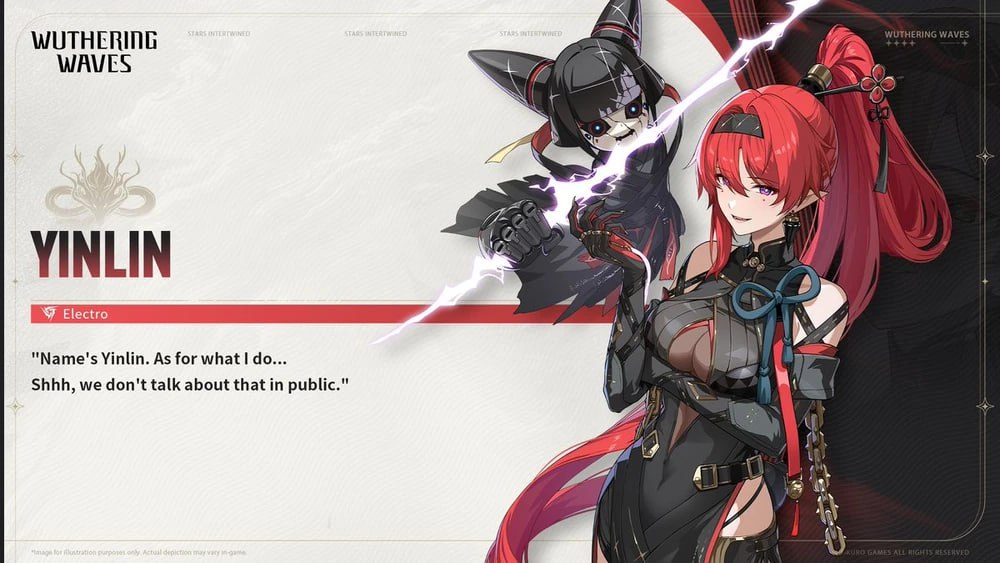 WUTHERING
WAVES
STARS INTERTWINED
STARS INTERTWINED
STARS INTERTWINED
WUTHERING WAVES
YINLIN
Electro
"Name's Yinlin. As for what I do...
Shhh, we don't talk about that in public."
*Image for illustration purposes only. Actual depiction may vary in-game.
KURO GAMES ALL RIGHTS RESERVED